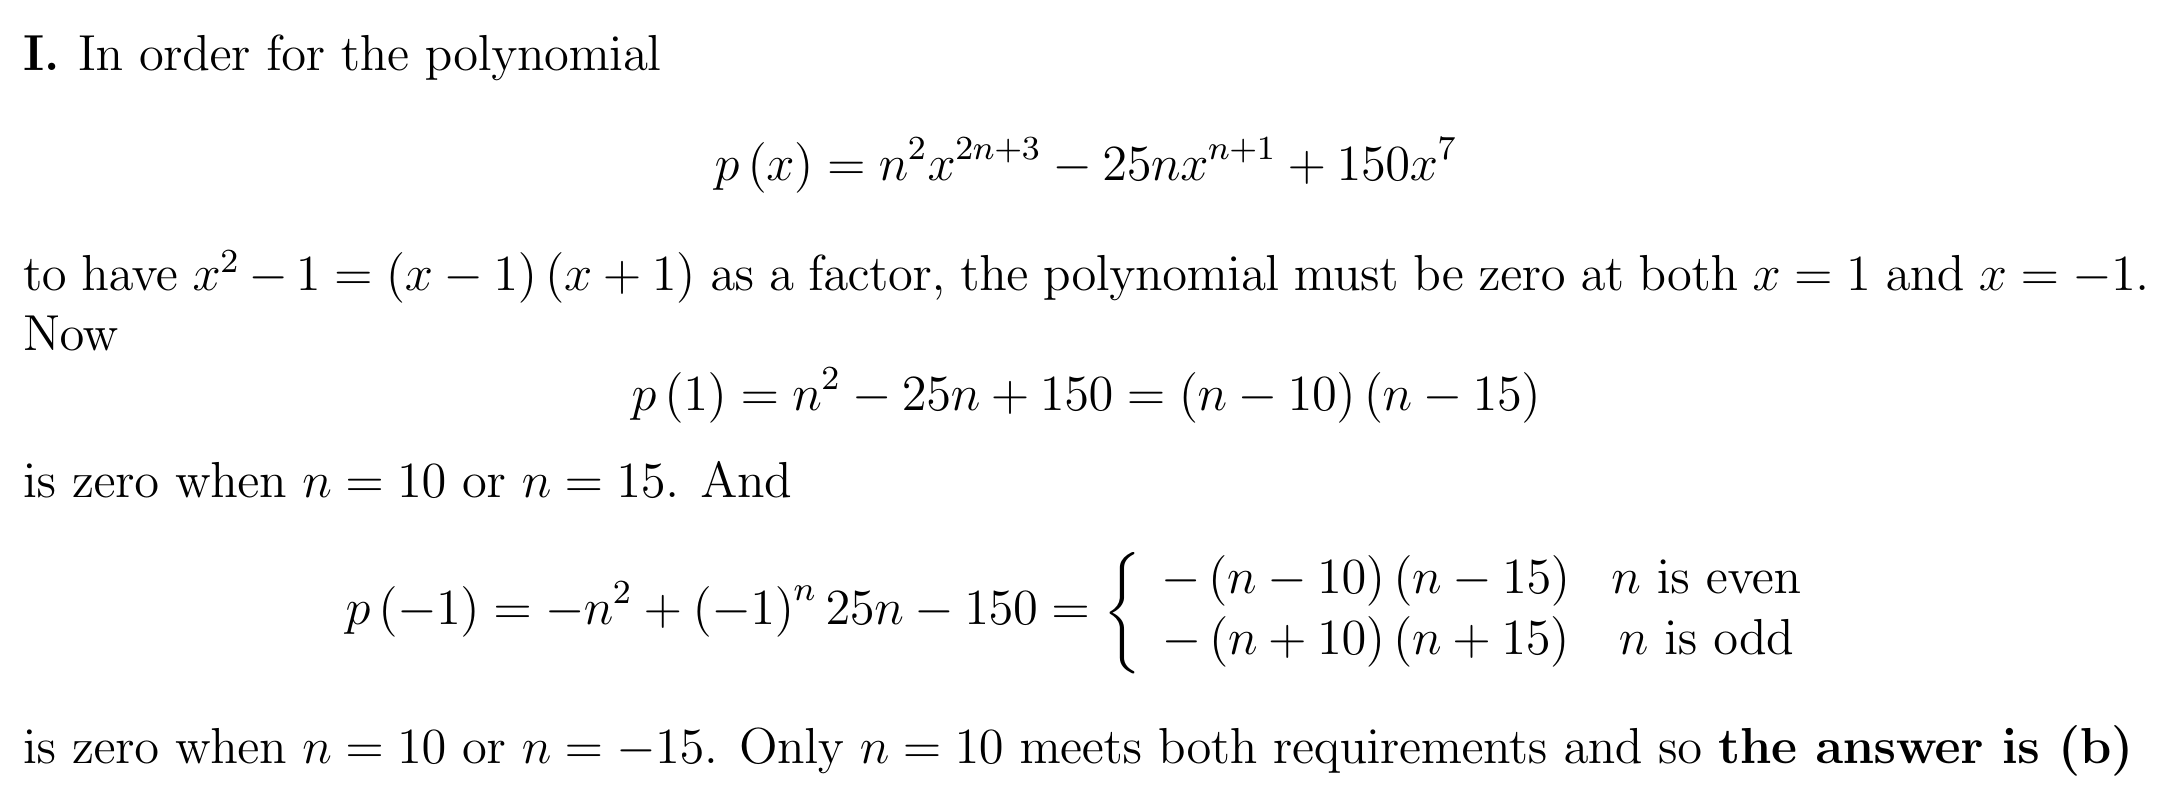 I. In order for the polynomial
p (x) = n²x²ⁿ⁺³ − 25nxⁿ⁺¹ + 150x⁷
to have x² − 1 = (x − 1) (x + 1) as a factor, the polynomial must be zero at both x = 1 and x = −1.
Now
p (1) = n² − 25n + 150 = (n − 10) (n − 15)
is zero when n = 10 or n = 15. And
p (−1) = −n² + (−1)ⁿ 25n − 150 = { − (n − 10) (n − 15) n is even
− (n + 10) (n + 15) n is odd
is zero when n = 10 or n = −15. Only n = 10 meets both requirements and so the answer is (b)